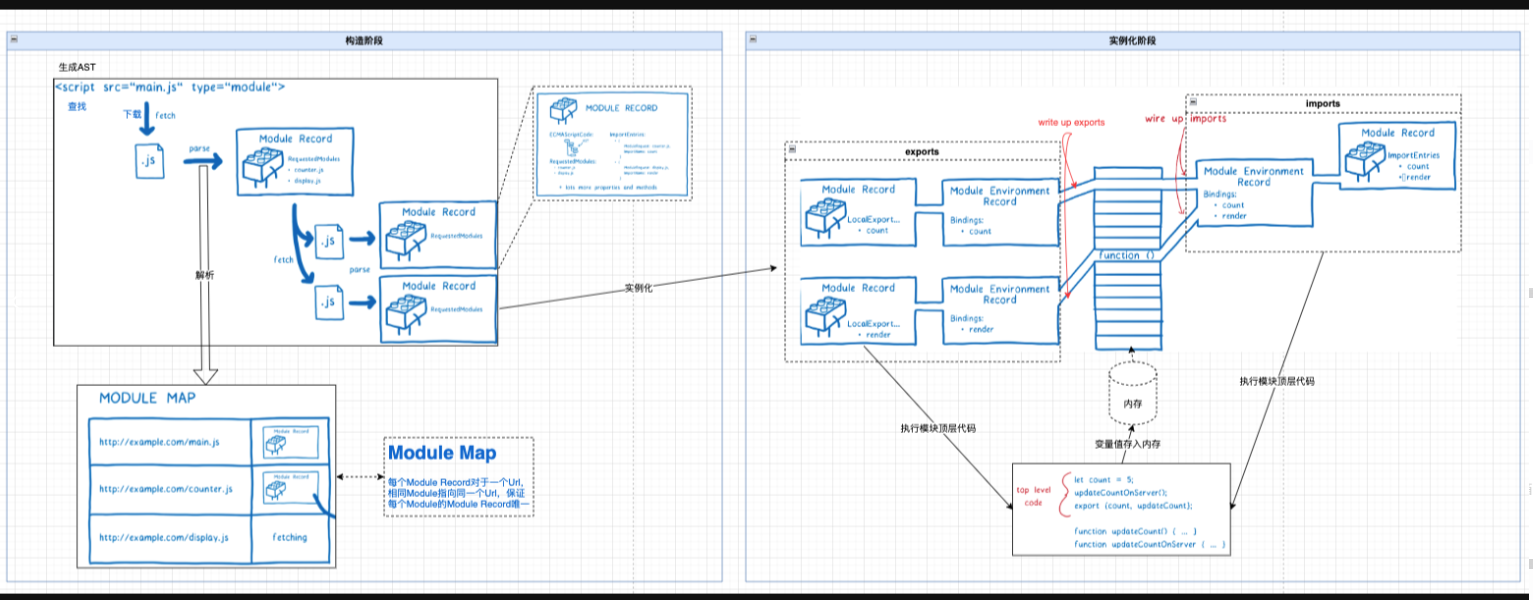 构造阶段
生成AST
<script src="main.js" type="module">
查找
下载
fetch
.js
parse
Module Record
RequestedModules
• counter.js
• display.js
fetch
.js
parse
.js
Module Record
RequestedModules
Module Record
RequestedModules
MODULE RECORD
ECMAScriptCode:
ImportEntries:
RequestedModules
• lots more properties and methods
解析
实例化
MODULE MAP
http://example.com/main.js
Module Record
http://example.com/counter.js
Module Record
http://example.com/display.js
fetching
Module Map
每个Module Record对于一个Url,
相同Module指向同一个Url，保证
每个Module的Module Record唯一
实例化阶段
exports
Module Record
LocalExport...
• count
Module Environment
Record
Bindings:
• count
Module Record
LocalExport...
• render
Module Environment
Record
Bindings:
• render
write up exports
wire up imports
function ()
imports
Module Environment
Record
Bindings:
• count
• render
Module Record
ImportEntries
• count
• render
执行模块顶层代码
执行模块顶层代码
内存
变量值存入内存
top level
code
let count = 5;
updateCountOnServer();
export {count, updateCount};
function updateCount() { ... }
function updateCountOnServer { ... }